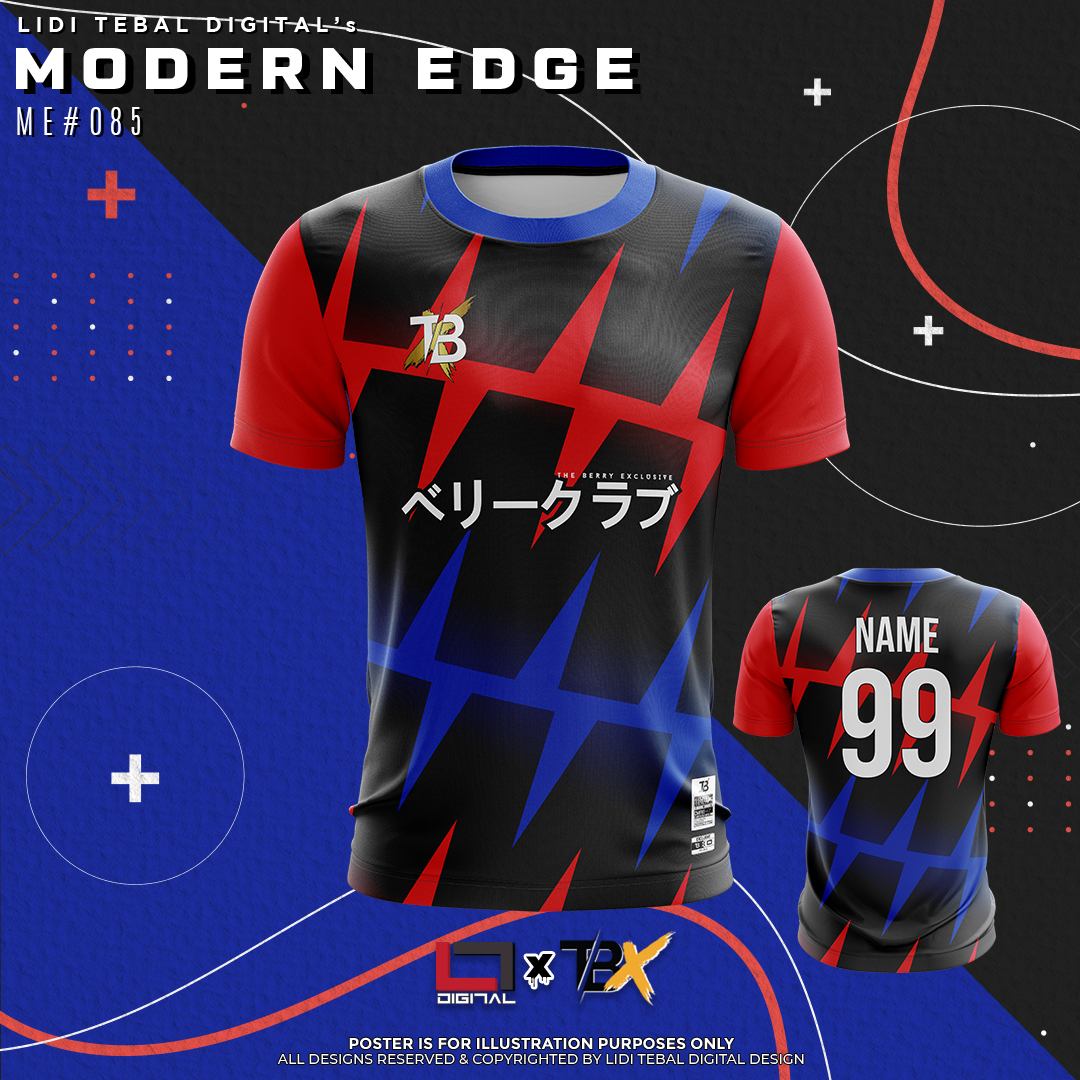 LIDI TEBAL DIGITAL's
MODERN EDGE
ME#085
TB
THE BERRY EXCLUSIVE
ベリークラブ
TB
NAME
99
DIGITAL
x
TBX
POSTER IS FOR ILLUSTRATION PURPOSES ONLY
ALL DESIGNS RESERVED & COPYRIGHTED BY LIDI TEBAL DIGITAL DESIGN